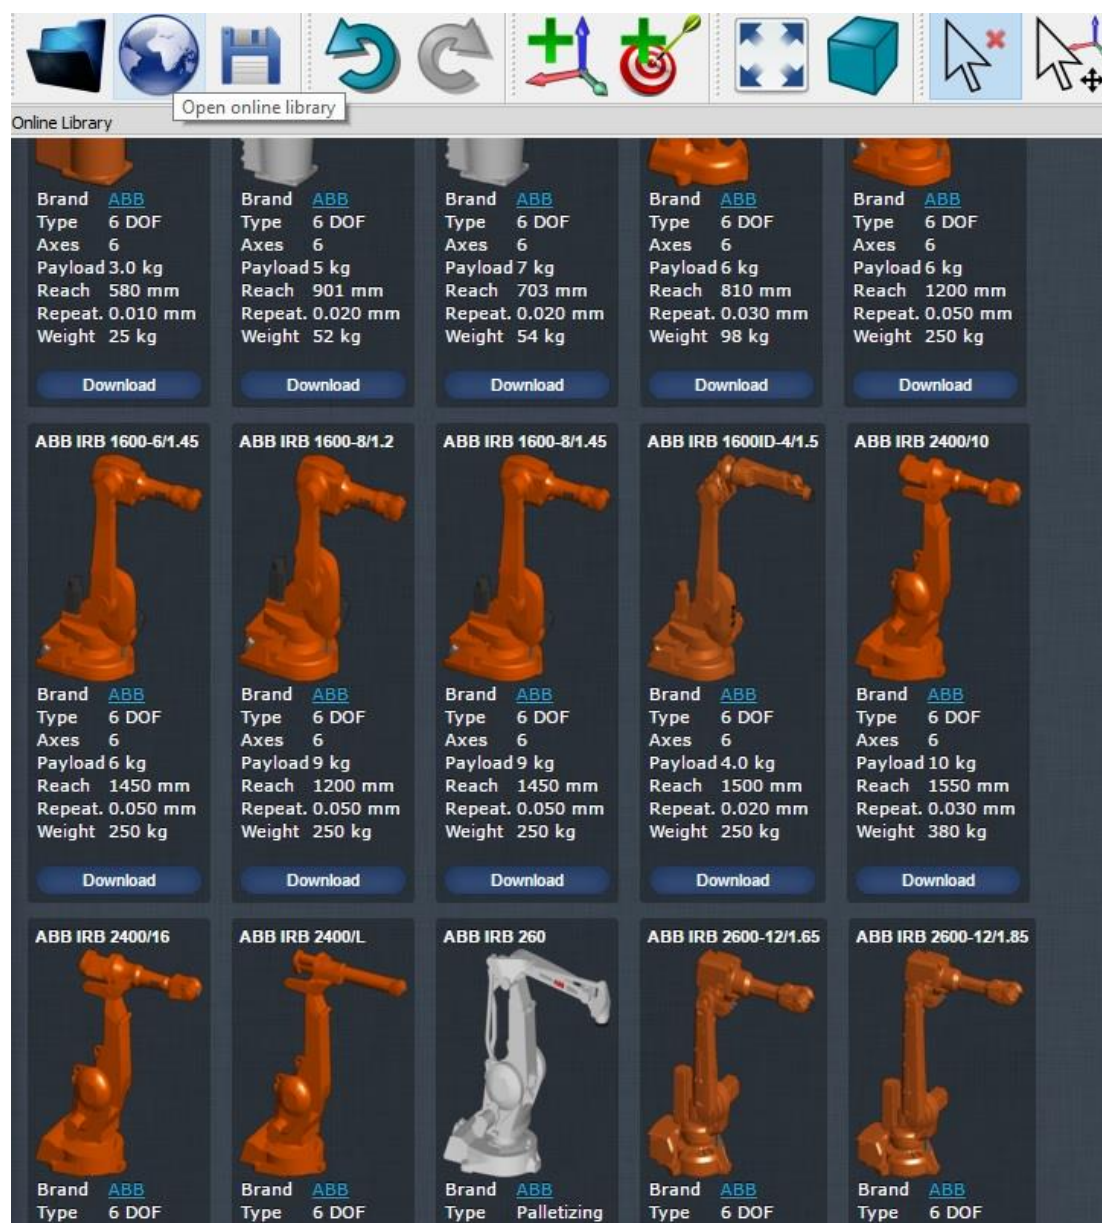 Open online library
Online Library
Brand ABB
Type 6 DOF
Axes 6
Payload 3.0 kg
Reach 580 mm
Repeat. 0.010 mm
Weight 25 kg
Download
Brand ABB
Type 6 DOF
Axes 6
Payload 5 kg
Reach 901 mm
Repeat. 0.020 mm
Weight 52 kg
Download
Brand ABB
Type 6 DOF
Axes 6
Payload 7 kg
Reach 703 mm
Repeat. 0.020 mm
Weight 54 kg
Download
Brand ABB
Type 6 DOF
Axes 6
Payload 6 kg
Reach 810 mm
Repeat. 0.030 mm
Weight 98 kg
Download
Brand ABB
Type 6 DOF
Axes 6
Payload 6 kg
Reach 1200 mm
Repeat. 0.050 mm
Weight 250 kg
Download
ABB IRB 1600-6/1.45
Brand ABB
Type 6 DOF
Axes 6
Payload 6 kg
Reach 1450 mm
Repeat. 0.050 mm
Weight 250 kg
Download
ABB IRB 1600-8/1.2
Brand ABB
Type 6 DOF
Axes 6
Payload 9 kg
Reach 1200 mm
Repeat. 0.050 mm
Weight 250 kg
Download
ABB IRB 1600-8/1.45
Brand ABB
Type 6 DOF
Axes 6
Payload 9 kg
Reach 1450 mm
Repeat. 0.050 mm
Weight 250 kg
Download
ABB IRB 1600ID-4/1.5
Brand ABB
Type 6 DOF
Axes 6
Payload 4.0 kg
Reach 1500 mm
Repeat. 0.020 mm
Weight 250 kg
Download
ABB IRB 2400/10
Brand ABB
Type 6 DOF
Axes 6
Payload 10 kg
Reach 1550 mm
Repeat. 0.030 mm
Weight 380 kg
Download
ABB IRB 2400/16
Brand ABB
Type 6 DOF
ABB IRB 2400/L
Brand ABB
Type 6 DOF
ABB IRB 260
Brand ABB
Type Palletizing
ABB IRB 2600-12/1.65
Brand ABB
Type 6 DOF
ABB IRB 2600-12/1.85
Brand ABB
Type 6 DOF